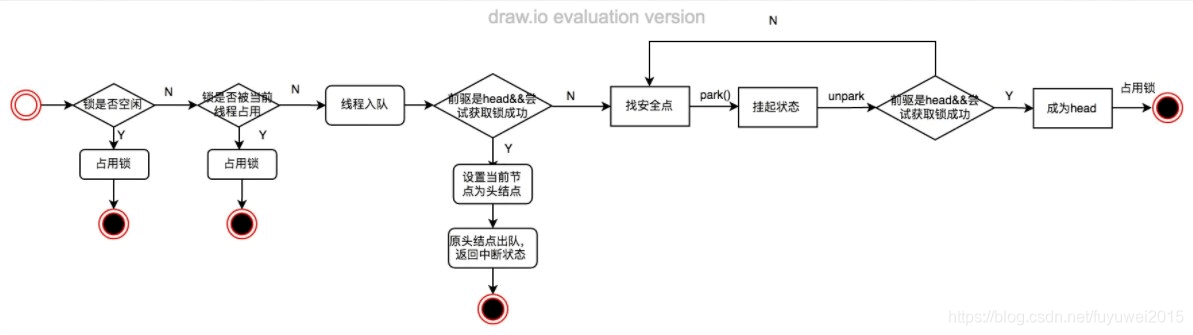 draw.io evaluation version
N
锁是否空闲
N
锁是否被当前
线程占用
N
线程入队
前驱是head&&尝
试获取锁成功
N
找安全点
park()
挂起状态
unpark
前驱是head&&尝
试获取锁成功
Y
成为head
占用锁
Y
占用锁
Y
占用锁
Y
设置当前节
点为头结点
原头结点出队，
返回中断状态
https://blog.csdn.net/fuyuwei2015